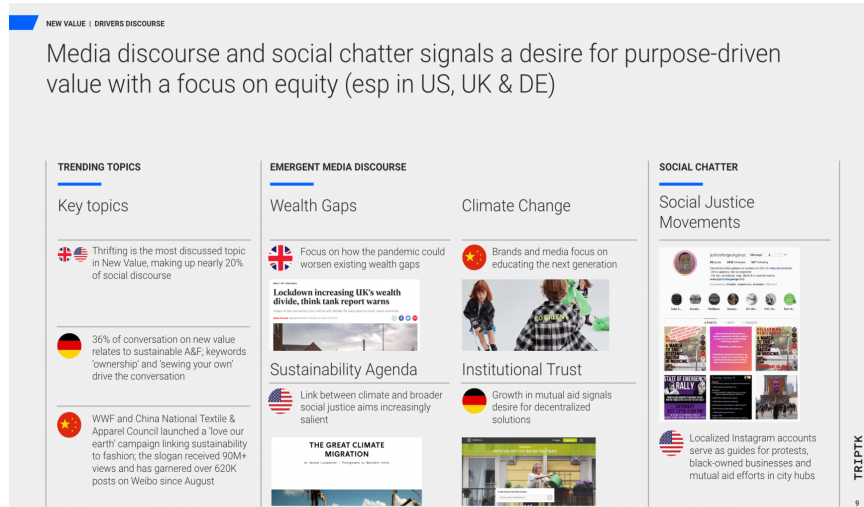 NEW VALUE | DRIVERS DISCOURSE
Media discourse and social chatter signals a desire for purpose-driven
value with a focus on equity (esp in US, UK & DE)
TRENDING TOPICS
Key topics
Thrifting is the most discussed topic
in New Value, making up nearly 20%
of social discourse
36% of conversation on new value
relates to sustainable A&F; keywords
'ownership' and 'sewing your own'
drive the conversation
WWF and China National Textile &
Apparel Council launched a 'love our
earth' campaign linking sustainability
to fashion; the slogan received 90M+
views and has garnered over 620K
posts on Weibo since August
EMERGENT MEDIA DISCOURSE
Wealth Gaps
Focus on how the pandemic could
worsen existing wealth gaps
Lockdown increasing UK's wealth
divide, think tank report warns
Climate Change
Brands and media focus on
educating the next generation
GO GREEN
Sustainability Agenda
Link between climate and broader
social justice aims increasingly
salient
THE GREAT CLIMATE
MIGRATION
Institutional Trust
Growth in mutual aid signals
desire for decentralized
solutions
SOCIAL CHATTER
Social Justice
Movements
justiceforgeorgenyc
STATE OF EMERGENCY
RALLY
Localized Instagram accounts
serve as guides for protests,
black-owned businesses and
mutual aid efforts in city hubs
TRIPTK
9